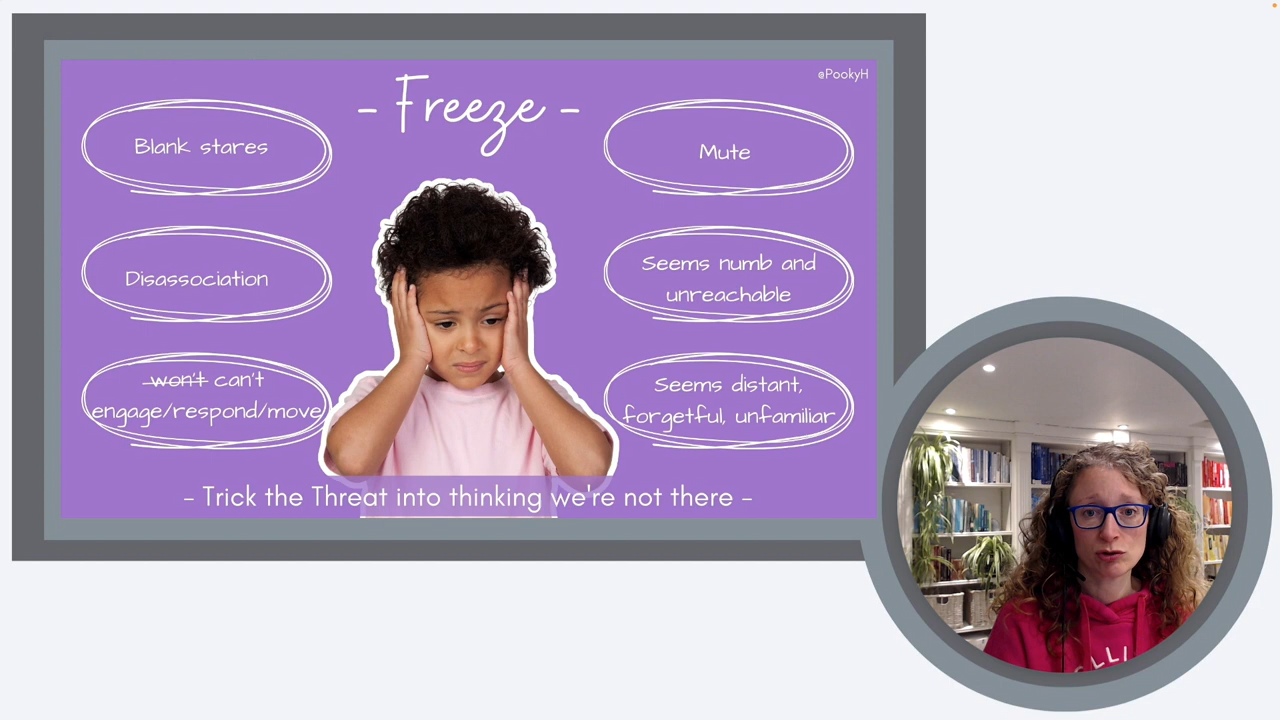 @PookyH
- Freeze -
Blank stares
Mute
Disassociation
Seems numb and
unreachable
won't can't
engage/respond/move
Seems distant,
forgetful, unfamiliar
- Trick the Threat into thinking we're not there -